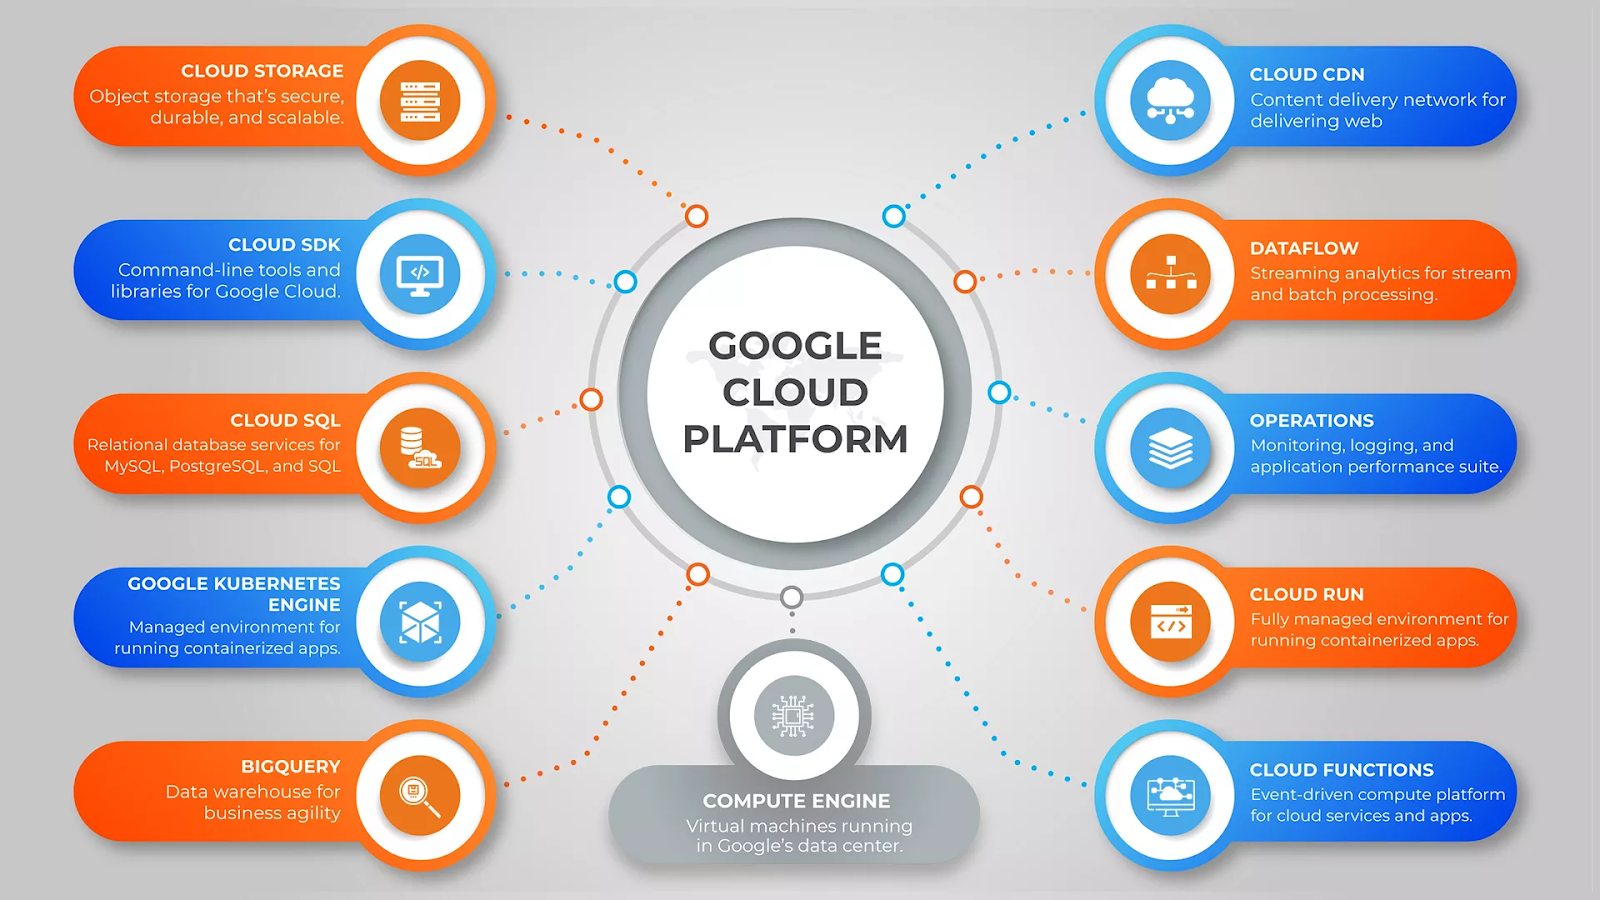 GOOGLE
CLOUD
PLATFORM
CLOUD STORAGE
Object storage that's secure,
durable, and scalable.
CLOUD SDK
Command-line tools and
libraries for Google Cloud.
CLOUD SQL
Relational database services for
MySQL, PostgreSQL, and SQL
SQL
GOOGLE KUBERNETES
ENGINE
Managed environment for
running containerized apps.
BIGQUERY
Data warehouse for
business agility
COMPUTE ENGINE
Virtual machines running
in Google's data center.
CLOUD CDN
Content delivery network for
delivering web
DATAFLOW
Streaming analytics for stream
and batch processing.
OPERATIONS
Monitoring, logging, and
application performance suite.
CLOUD RUN
Fully managed environment for
running containerized apps.
CLOUD FUNCTIONS
Event-driven compute platform
for cloud services and apps.